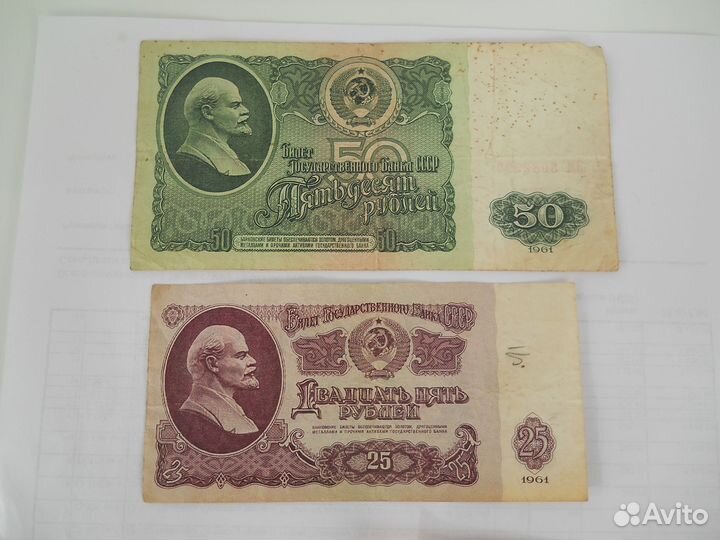 50
Билет
Государственного Банка СССР
Пятьдесят
рублей
50
50
БАНКОВСКИЕ БИЛЕТЫ ОБЕСПЕЧИВАЮТСЯ ЗОЛОТОМ, ДРАГОЦЕННЫМИ
МЕТАЛЛАМИ И ПРОЧИМИ АКТИВАМИ ГОСУДАРСТВЕННОГО БАНКА
50
1961
Билет Государственного Банка СССР
Двадцать пять
рублей
БАНКОВСКИЕ БИЛЕТЫ ОБЕСПЕЧИВАЮТСЯ ЗОЛОТОМ, ДРАГОЦЕННЫМИ
МЕТАЛЛАМИ И ПРОЧИМИ АКТИВАМИ ГОСУДАРСТВЕННОГО БАНКА
25
25
1961
Avito